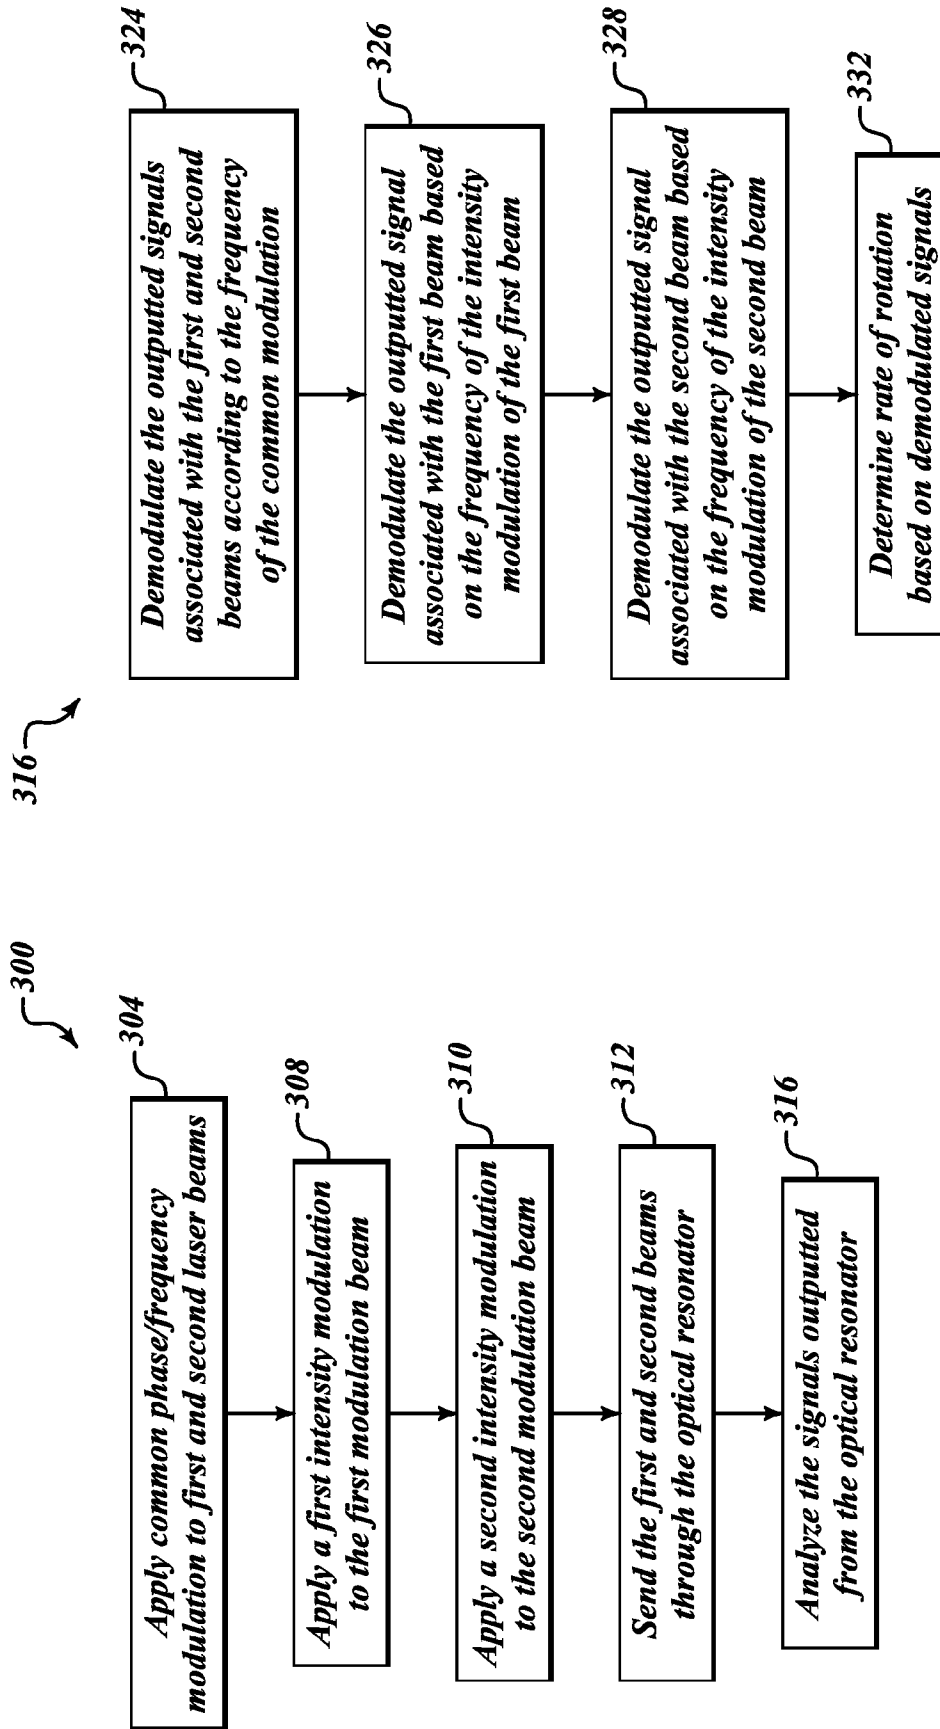 300
304
Apply common phase/frequency
modulation to first and second laser beams
308
Apply a first intensity modulation
to the first modulation beam
310
Apply a second intensity modulation
to the second modulation beam
312
Send the first and second beams
through the optical resonator
316
Analyze the signals outputted
from the optical resonator
316
324
Demodulate the outputted signals
associated with the first and second
beams according to the frequency
of the common modulation
326
Demodulate the outputted signal
associated with the first beam based
on the frequency of the intensity
modulation of the first beam
328
Demodulate the outputted signal
associated with the second beam based
on the frequency of the intensity
modulation of the second beam
332
Determine rate of rotation
based on demodulated signals